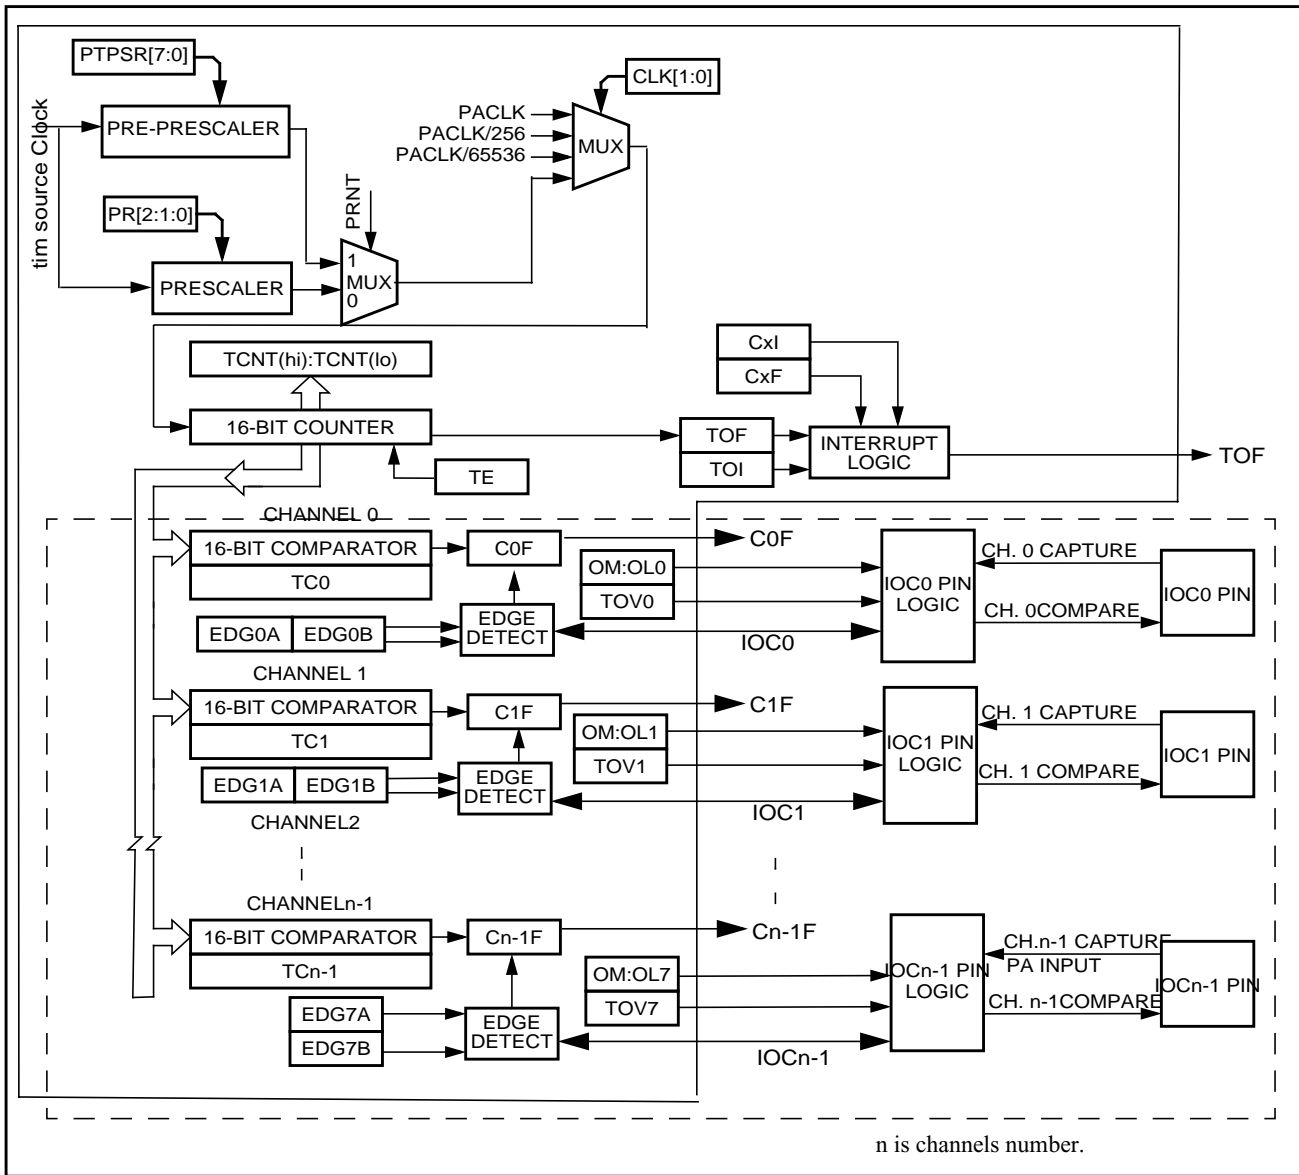 PTPSR[7:0]
CLK[1:0]
tim source Clock
PRE-PRESCALER
PACLK
PACLK/256
PACLK/65536
MUX
PR[2:1:0]
PRNT
PRESCALER
1
MUX
0
TCNT(hi):TCNT(lo)
CxI
CxF
16-BIT COUNTER
TOF
TOI
INTERRUPT
LOGIC
TOF
TE
CHANNEL 0
16-BIT COMPARATOR
TC0
C0F
C0F
OM:OL0
TOV0
IOC0 PIN
LOGIC
CH. 0 CAPTURE
CH. 0COMPARE
IOC0 PIN
EDG0A
EDG0B
EDGE
DETECT
IOC0
CHANNEL 1
16-BIT COMPARATOR
TC1
C1F
C1F
OM:OL1
TOV1
IOC1 PIN
LOGIC
CH. 1 CAPTURE
CH. 1 COMPARE
IOC1 PIN
EDG1A
EDG1B
EDGE
DETECT
IOC1
CHANNEL2
CHANNELn-1
16-BIT COMPARATOR
TCn-1
Cn-1F
Cn-1F
OM:OL7
TOV7
IOCn-1 PIN
LOGIC
CH.n-1 CAPTURE
PA INPUT
CH. n-1COMPARE
IOCn-1 PIN
EDG7A
EDG7B
EDGE
DETECT
IOCn-1
n is channels number.